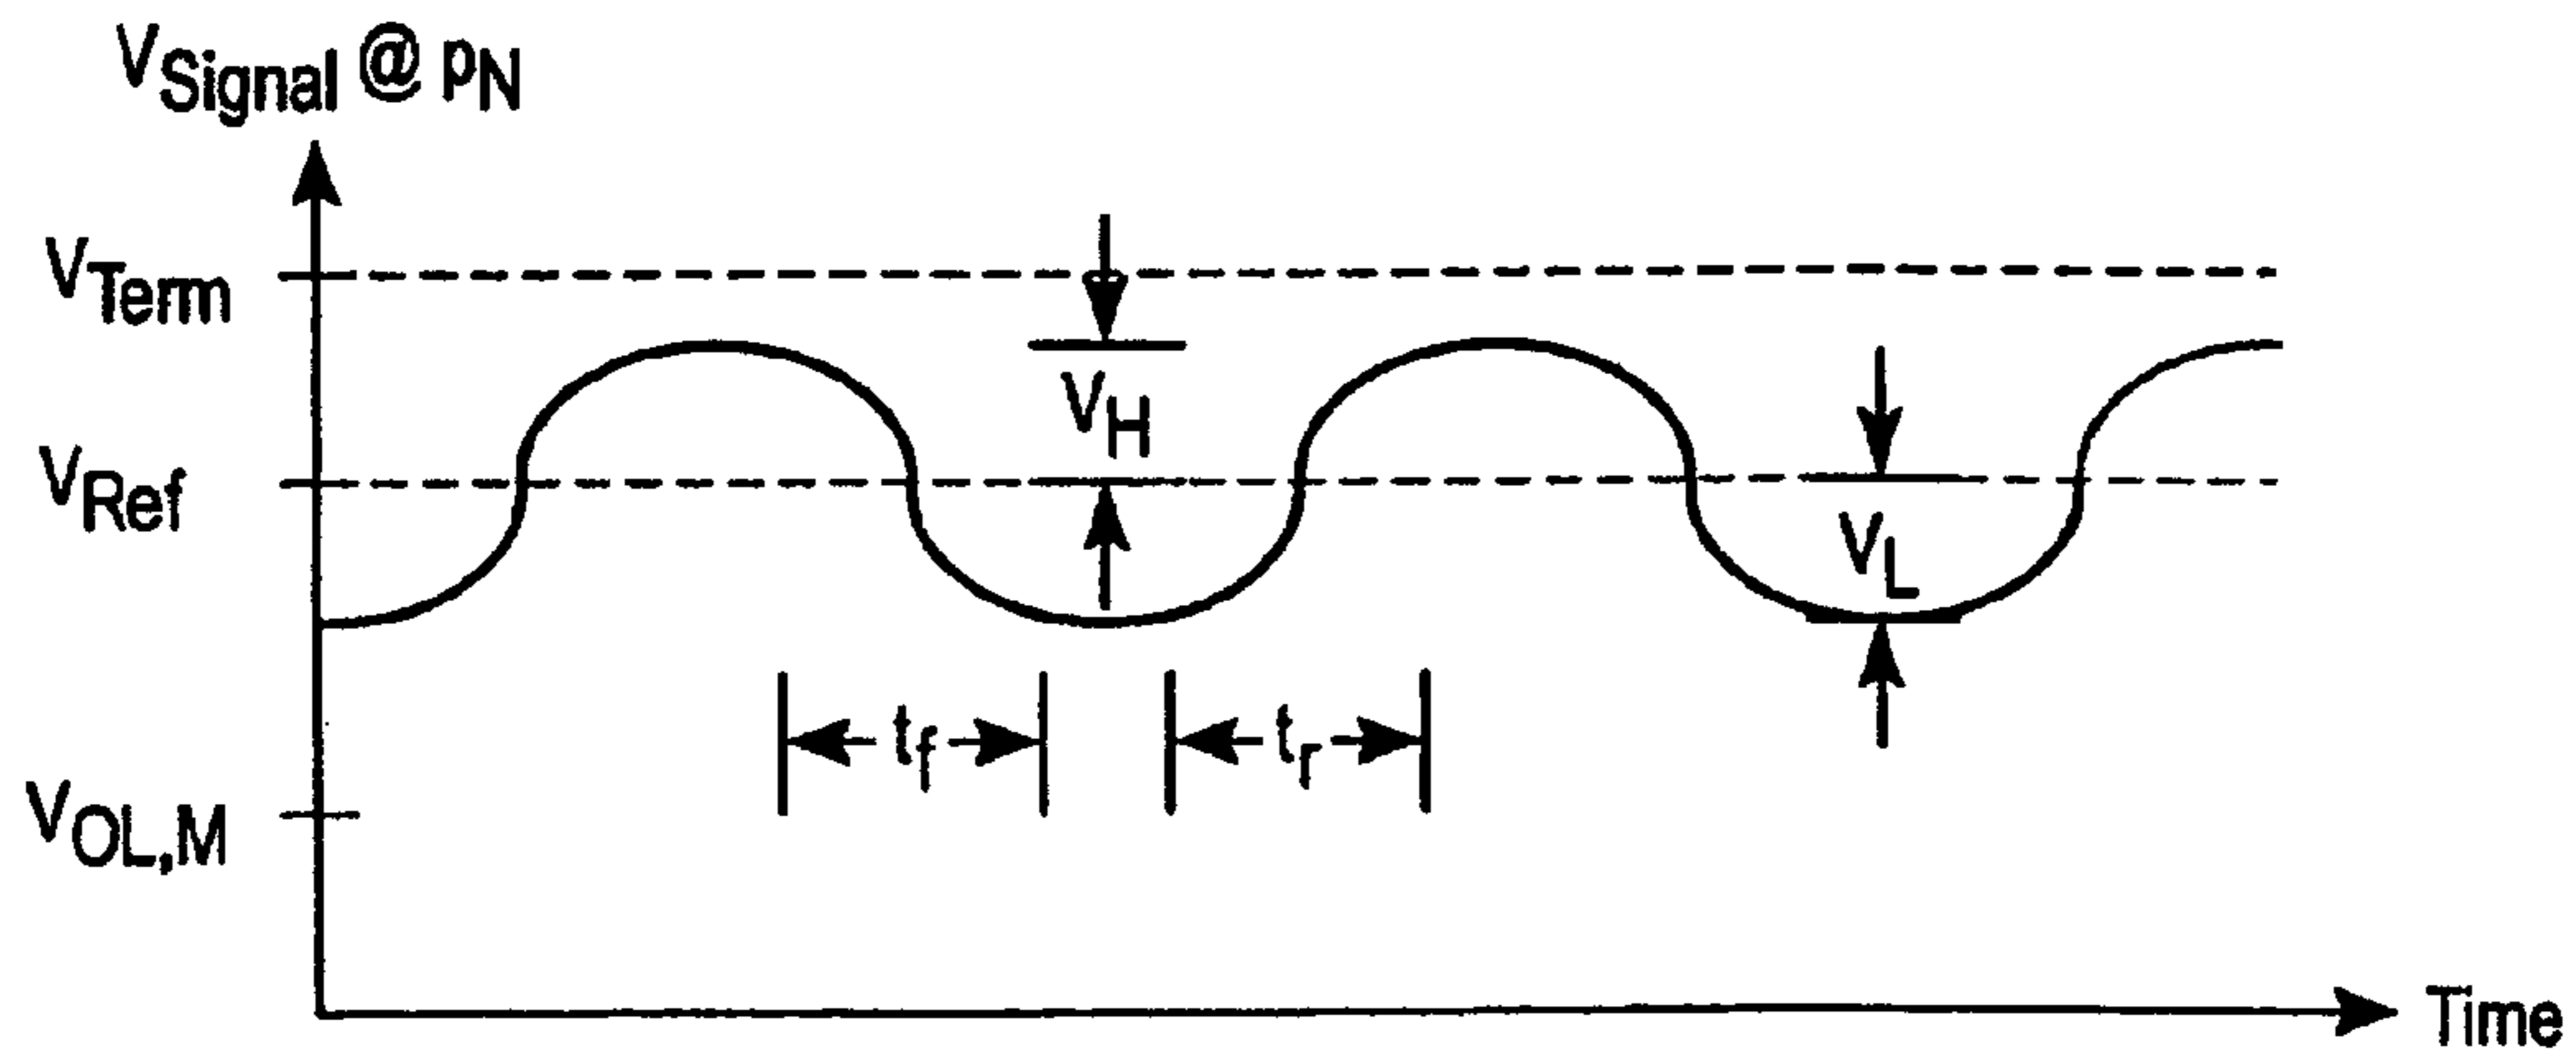 VSignal @ pN
VTerm
VH
VRef
VL
tf
tr
VOL,M
Time